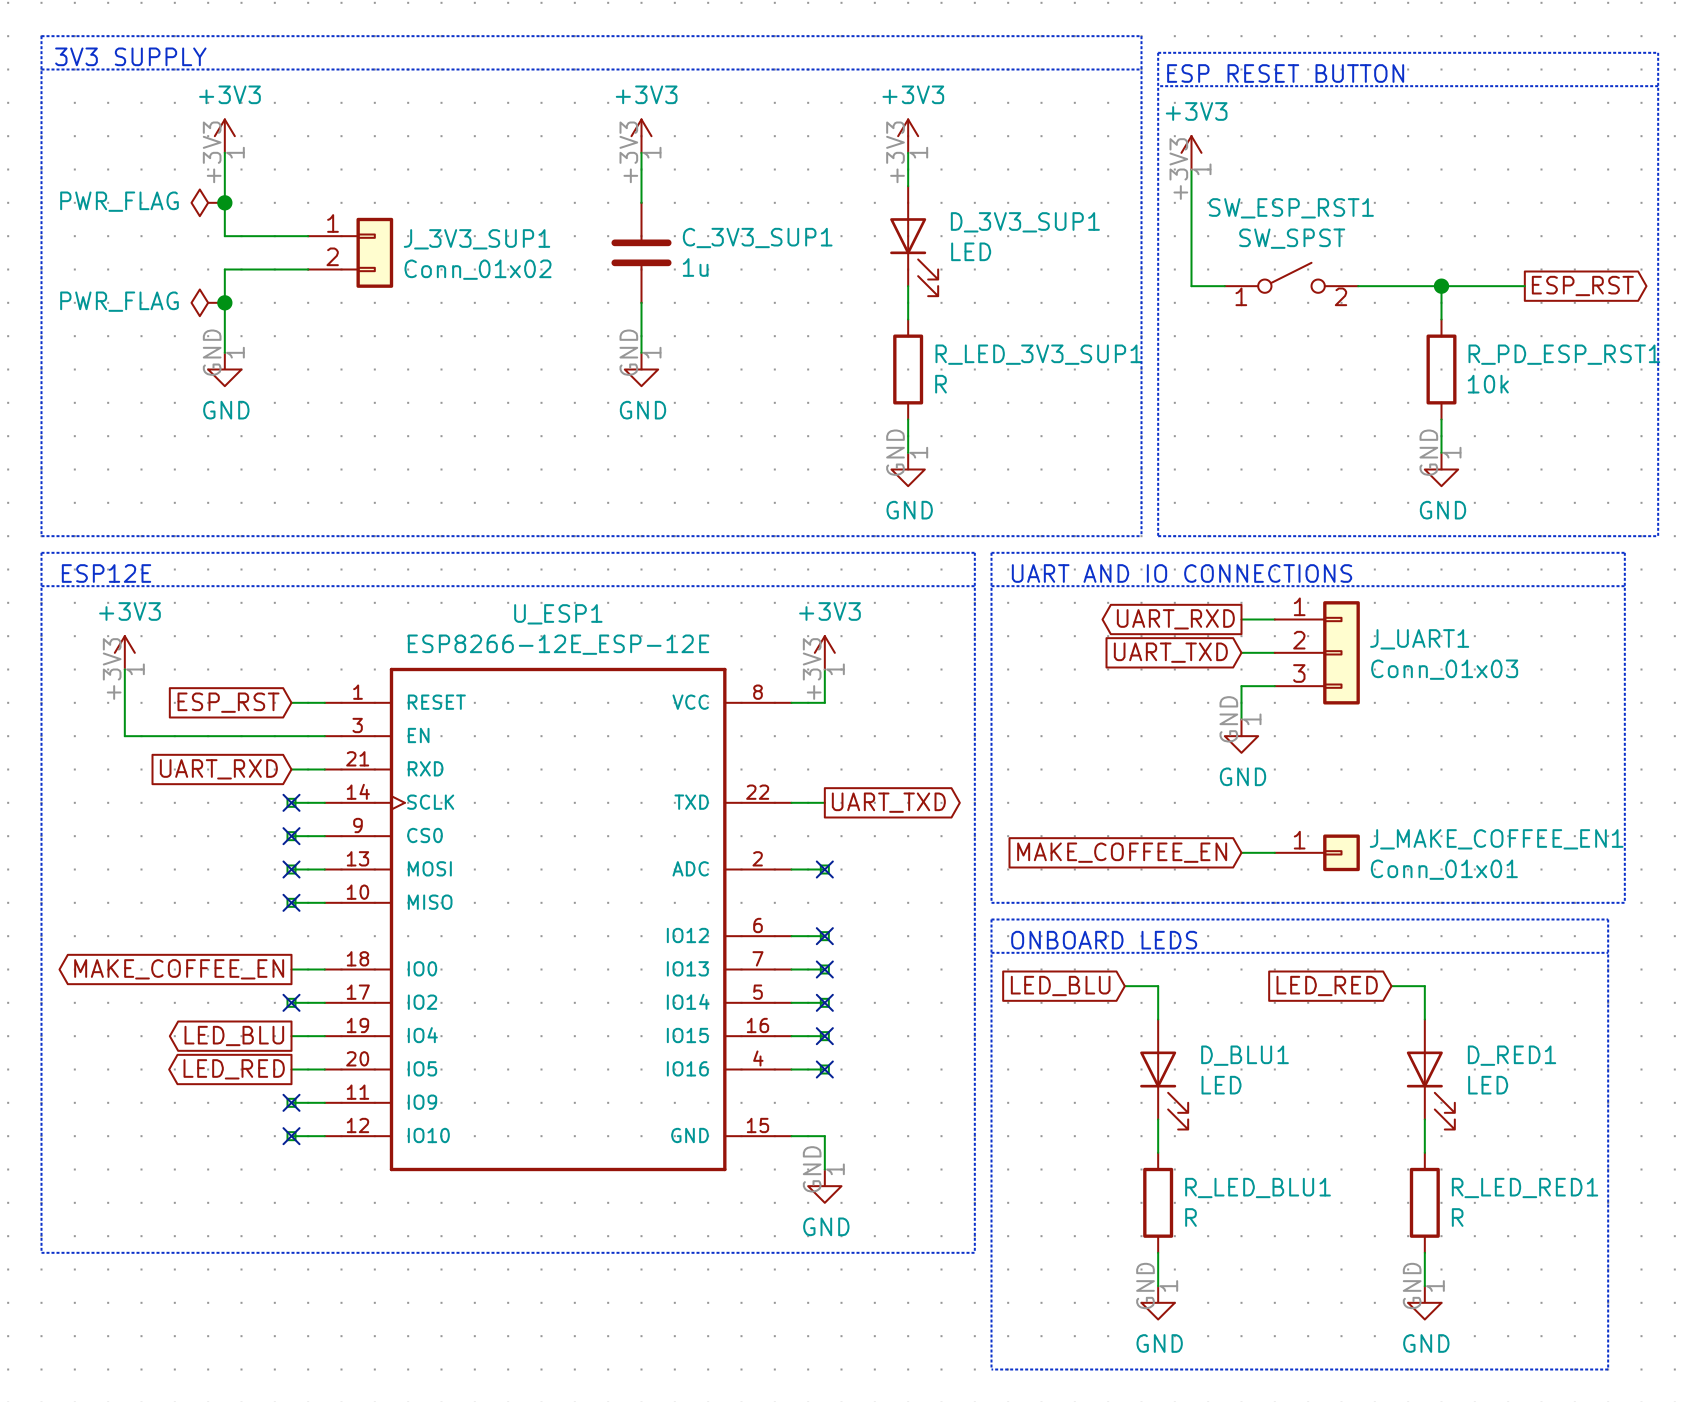 3V3 SUPPLY
+3V3
+3V3
1
PWR_FLAG
1
2
J_3V3_SUP1
Conn_01x02
PWR_FLAG
GND
1
GND
+3V3
+3V3
1
C_3V3_SUP1
1u
GND
1
GND
+3V3
+3V3
1
D_3V3_SUP1
LED
R_LED_3V3_SUP1
R
GND
1
GND
ESP RESET BUTTON
+3V3
+3V3
1
SW_ESP_RST1
SW_SPST
1
2
ESP_RST
R_PD_ESP_RST1
10k
GND
1
GND
ESP12E
+3V3
+3V3
1
U_ESP1
ESP8266-12E_ESP-12E
+3V3
+3V3
1
ESP_RST 1 RESET
3 EN
UART_RXD 21 RXD
14 SCLK
9 CS0
13 MOSI
10 MISO
MAKE_COFFEE_EN 18 IO0
17 IO2
LED_BLU 19 IO4
LED_RED 20 IO5
11 IO9
12 IO10
VCC 8
TXD 22 UART_TXD
ADC 2
IO12 6
IO13 7
IO14 5
IO15 16
IO16 4
GND 15
GND
1
GND
UART AND IO CONNECTIONS
UART_RXD 1
UART_TXD 2
3
J_UART1
Conn_01x03
GND
1
GND
MAKE_COFFEE_EN 1
J_MAKE_COFFEE_EN1
Conn_01x01
ONBOARD LEDS
LED_BLU
D_BLU1
LED
R_LED_BLU1
R
GND
1
GND
LED_RED
D_RED1
LED
R_LED_RED1
R
GND
1
GND